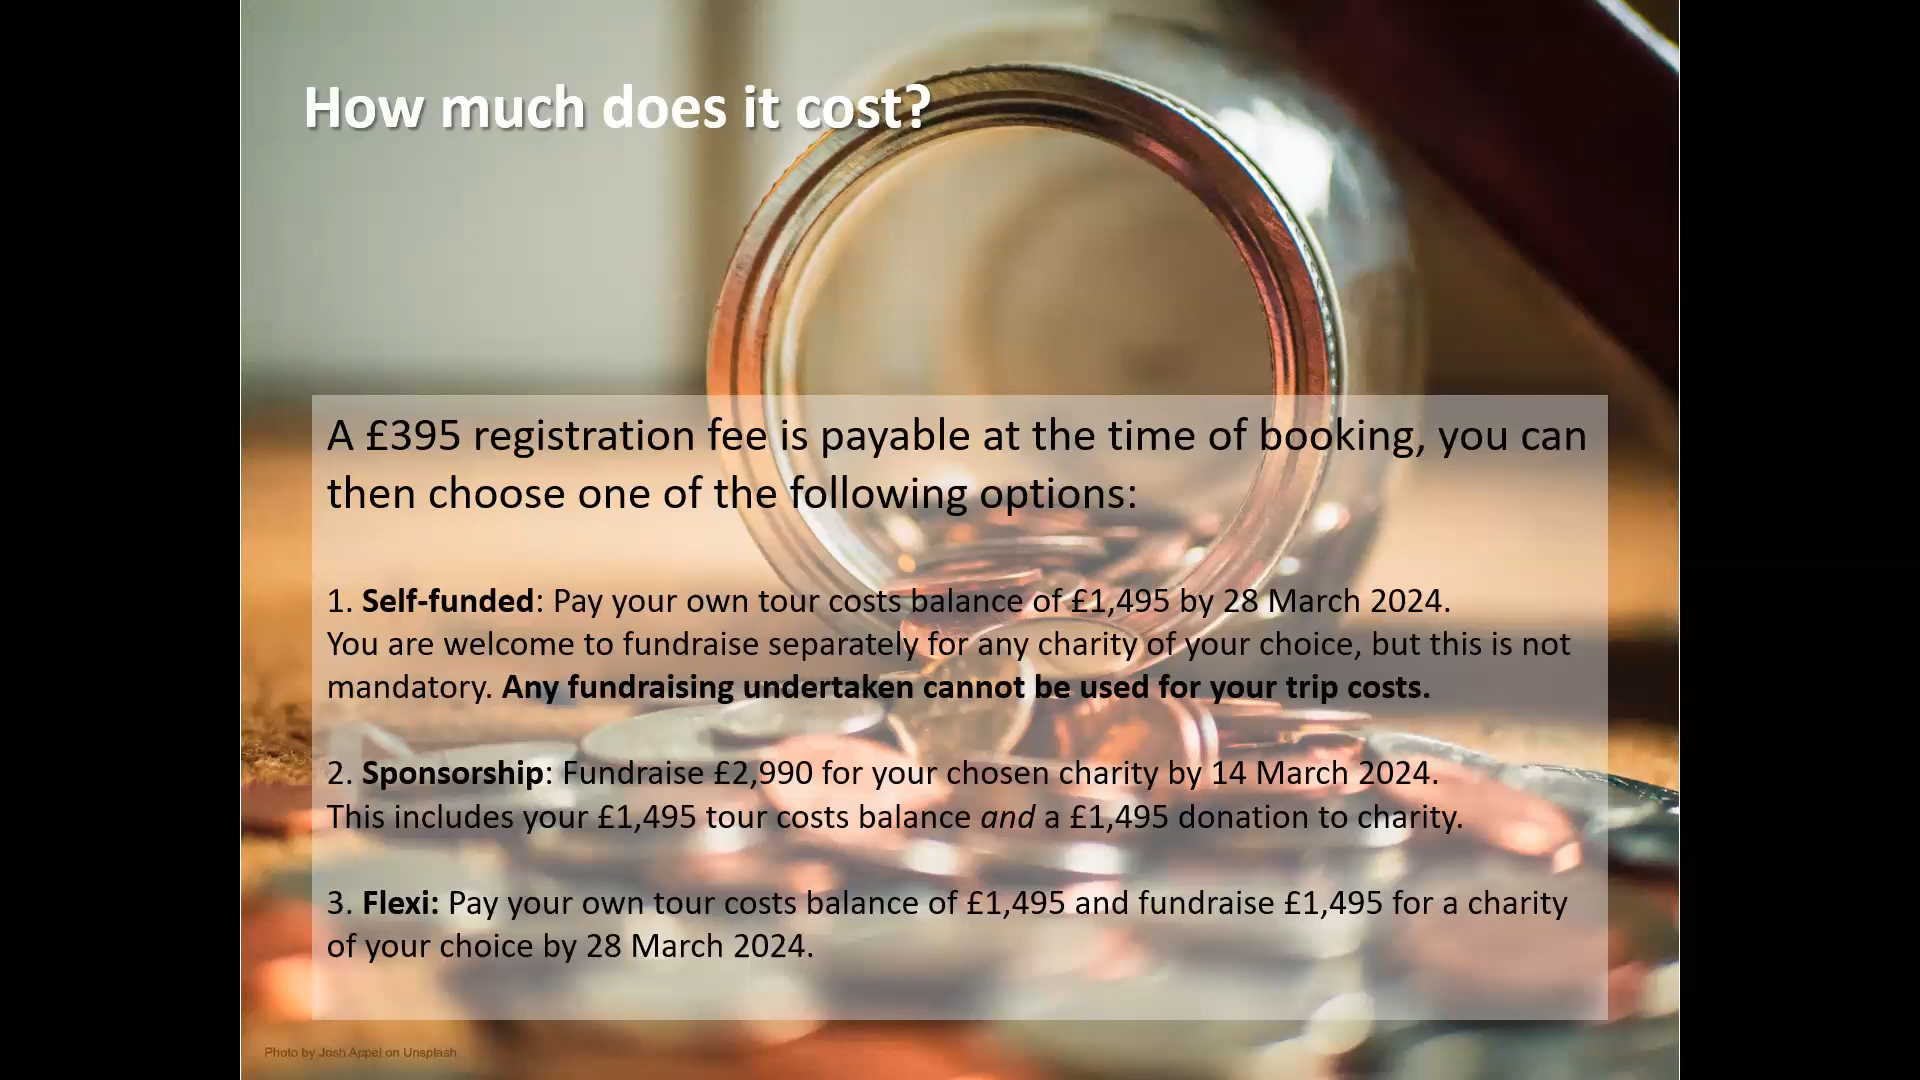 How much does it cost?
A £395 registration fee is payable at the time of booking, you can
then choose one of the following options:
1. Self-funded: Pay your own tour costs balance of £1,495 by 28 March 2024.
You are welcome to fundraise separately for any charity of your choice, but this is not
mandatory. Any fundraising undertaken cannot be used for your trip costs.
2. Sponsorship: Fundraise £2,990 for your chosen charity by 14 March 2024.
This includes your £1,495 tour costs balance and a £1,495 donation to charity.
3. Flexi: Pay your own tour costs balance of £1,495 and fundraise £1,495 for a charity
of your choice by 28 March 2024.
Photo by Josh Appel on Unsplash